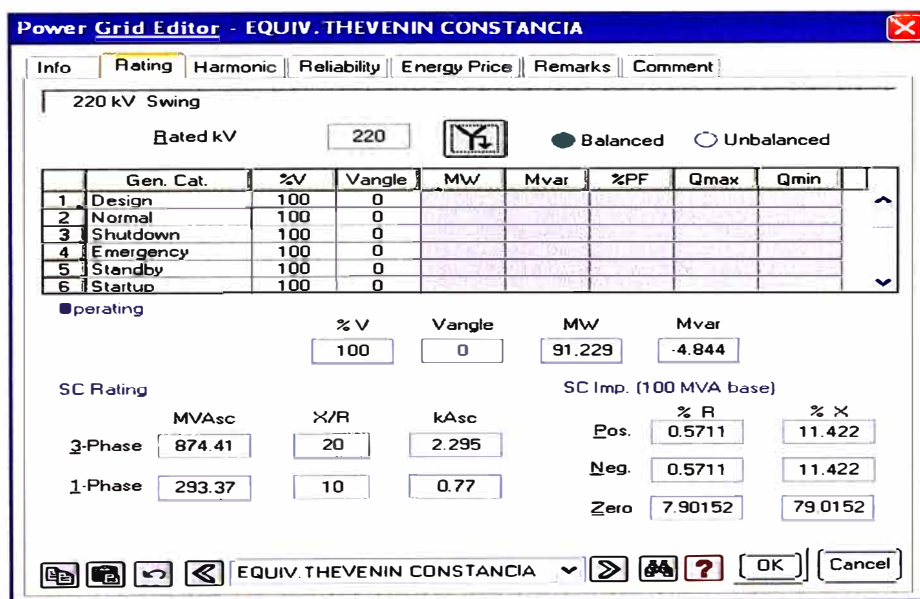 Power Grid Editor - EQUIV. THEVENIN CONSTANCIA
Info Rating Harmonic Reliability Energy Price Remarks Comment
220 kV Swing
Rated kV 220 Balanced Unbalanced
Gen. Cat. %V Vangle MW Mvar %PF Qmax Qmin
1 Design 100 0
2 Normal 100 0
3 Shutdown 100 0
4 Emergency 100 0
5 Standby 100 0
6 Startup 100 0
Operating
% V Vangle MW Mvar
100 0 91.229 -4.844
SC Rating SC Imp. (100 MVA base)
MVAsc X/R kAsc % R % X
3-Phase 874.41 20 2.295 Pos. 0.5711 11.422
Neg. 0.5711 11.422
1-Phase 293.37 10 0.77
Zero 7.90152 79.0152
EQUIV. THEVENIN CONSTANCIA ? OK Cancel